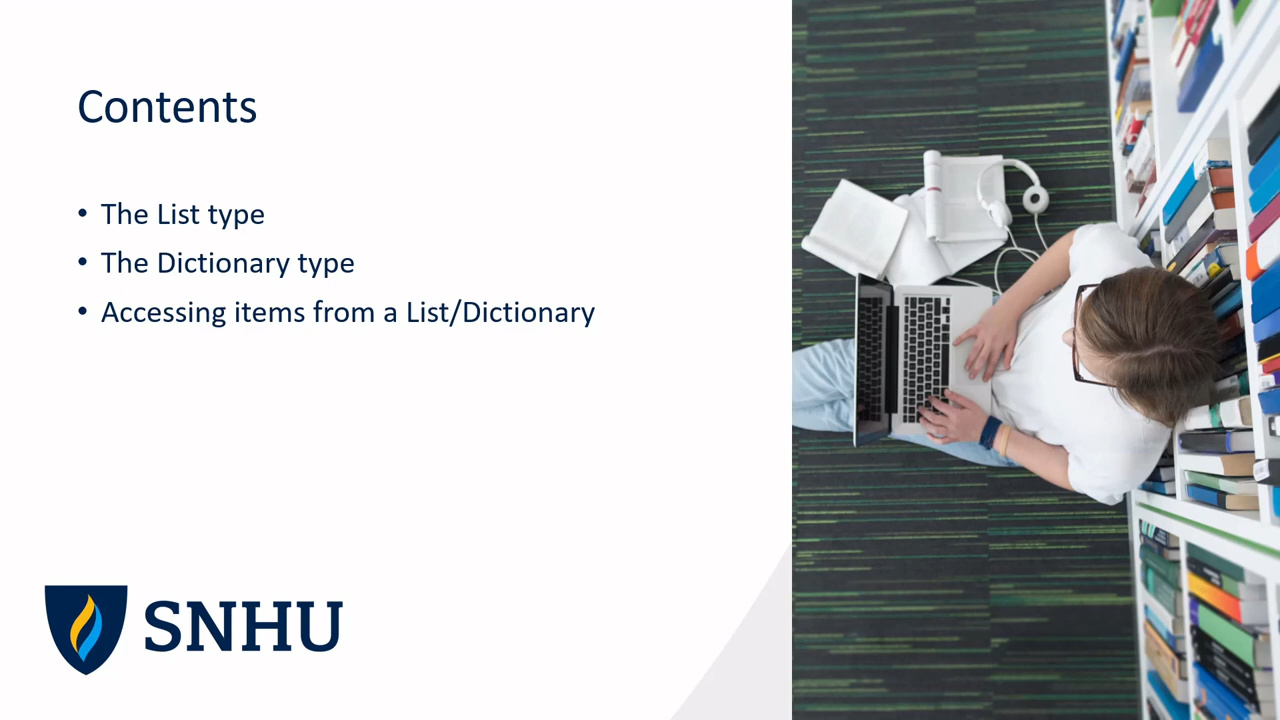 Contents
• The List type
• The Dictionary type
• Accessing items from a List/Dictionary
SNHU